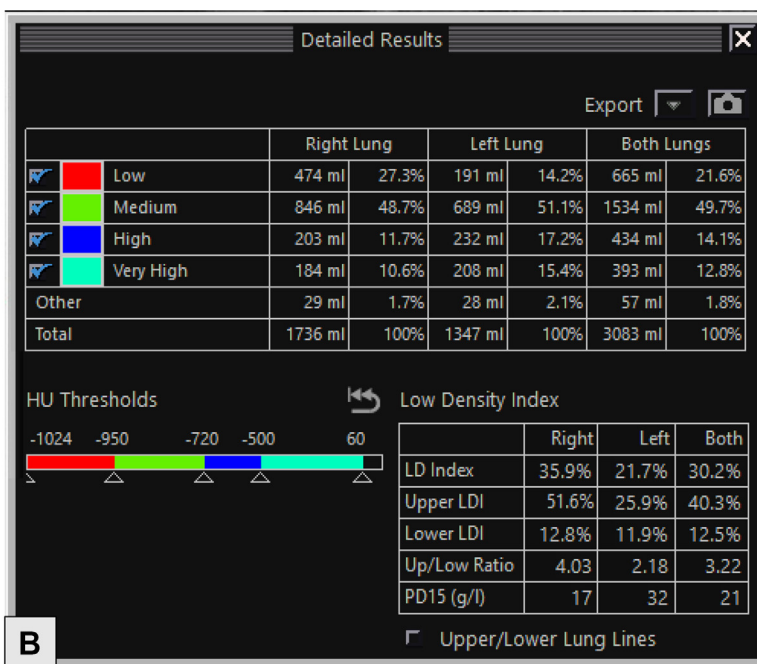 Detailed Results
Export
Right Lung Left Lung Both Lungs
Low 474 ml 27.3% 191 ml 14.2% 665 ml 21.6%
Medium 846 ml 48.7% 689 ml 51.1% 1534 ml 49.7%
High 203 ml 11.7% 232 ml 17.2% 434 ml 14.1%
Very High 184 ml 10.6% 208 ml 15.4% 393 ml 12.8%
Other 29 ml 1.7% 28 ml 2.1% 57 ml 1.8%
Total 1736 ml 100% 1347 ml 100% 3083 ml 100%
HU Thresholds
-1024 -950 -720 -500 60
Low Density Index
Right Left Both
LD Index 35.9% 21.7% 30.2%
Upper LDI 51.6% 25.9% 40.3%
Lower LDI 12.8% 11.9% 12.5%
Up/Low Ratio 4.03 2.18 3.22
PD15 (g/l) 17 32 21
Upper/Lower Lung Lines
B